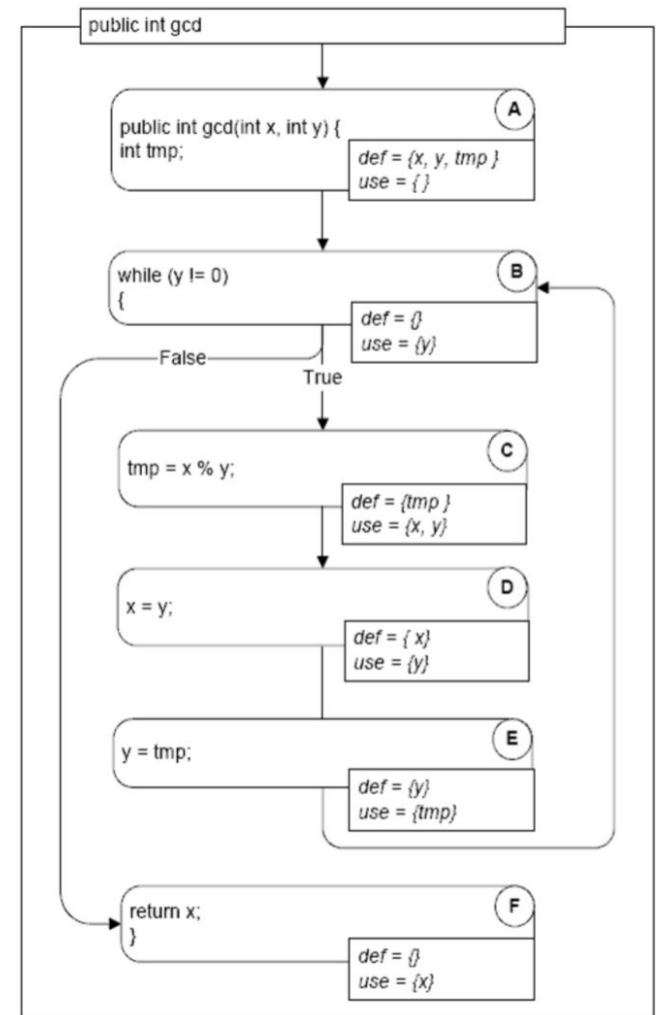 public int gcd
A
public int gcd(int x, int y) {
int tmp;
def = {x, y, tmp }
use = { }
B
while (y != 0)
{
def = {}
use = {y}
False
True
C
tmp = x % y;
def = {tmp }
use = {x, y}
D
x = y;
def = { x}
use = {y}
E
y = tmp;
def = {y}
use = {tmp}
F
return x;
}
def = {}
use = {x}